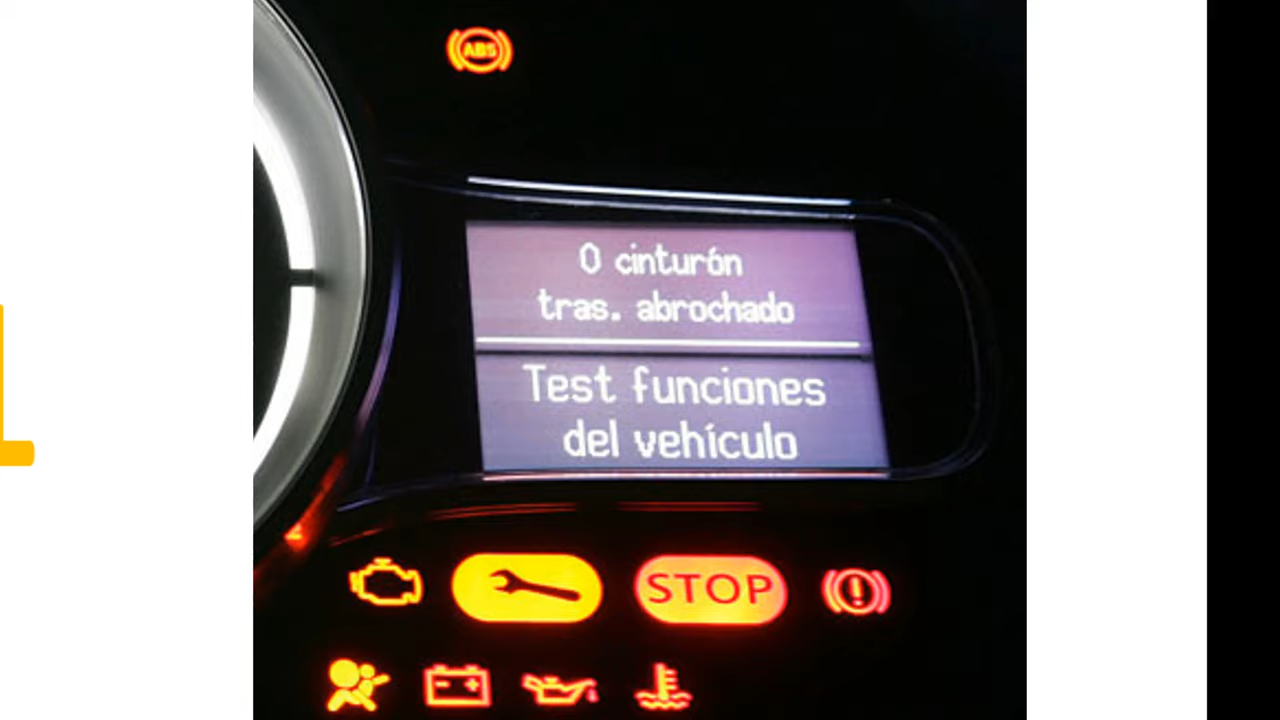 ABS
0 cinturón
tras. abrochado
Test funciones
del vehículo
STOP